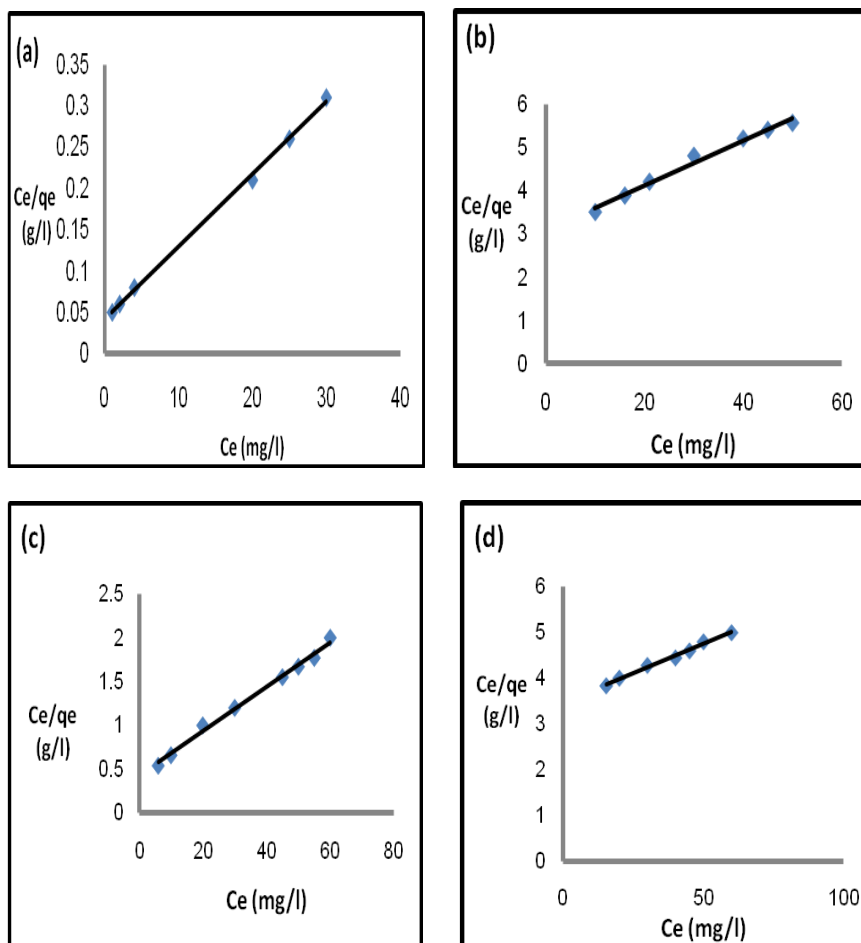 (a)
0.35
0.3
0.25
0.2
0.15
0.1
0.05
0
Ce/qe
(g/l)
0 10 20 30 40
Ce (mg/l)
(b)
6
5
4
3
2
1
0
Ce/qe
(g/l)
0 20 40 60
Ce (mg/l)
(c)
2.5
2
1.5
1
0.5
0
Ce/qe
(g/l)
0 20 40 60 80
Ce (mg/l)
(d)
6
5
4
3
2
1
0
Ce/qe
(g/l)
0 50 100
Ce (mg/l)